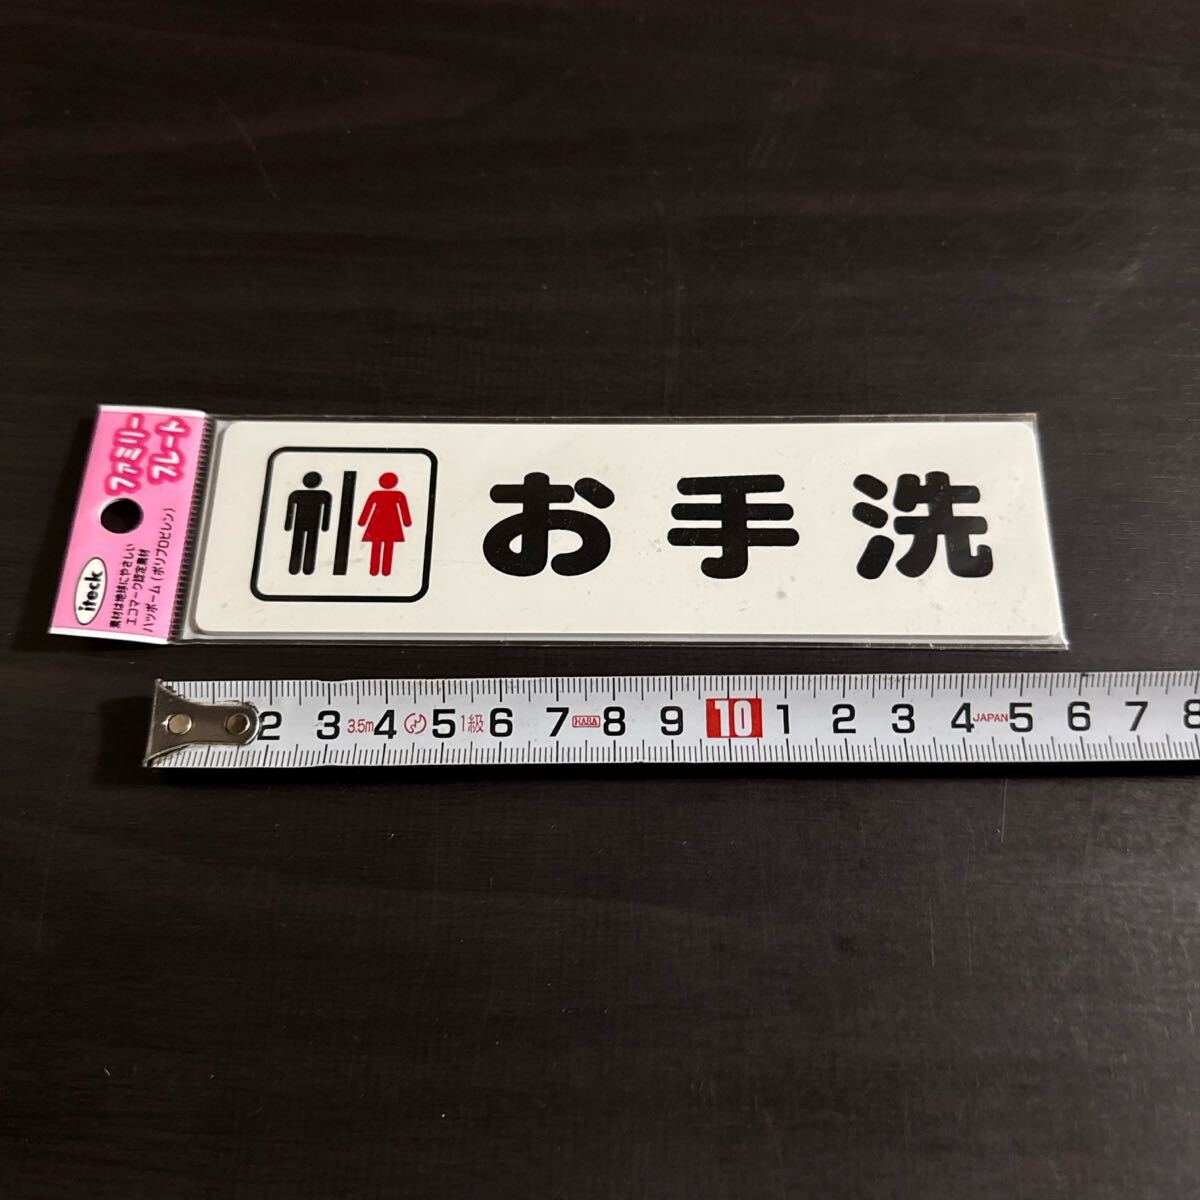 ファミリー
プレート
iteck
素材は地球にやさしい
エコマーク認定素材
ハッポーム(ポリプロピレン)
お手洗
2 3 3.5m 4 5 1級 6 7 HASA 8 9 10 1 2 3 4 JAPAN 5 6 7 8